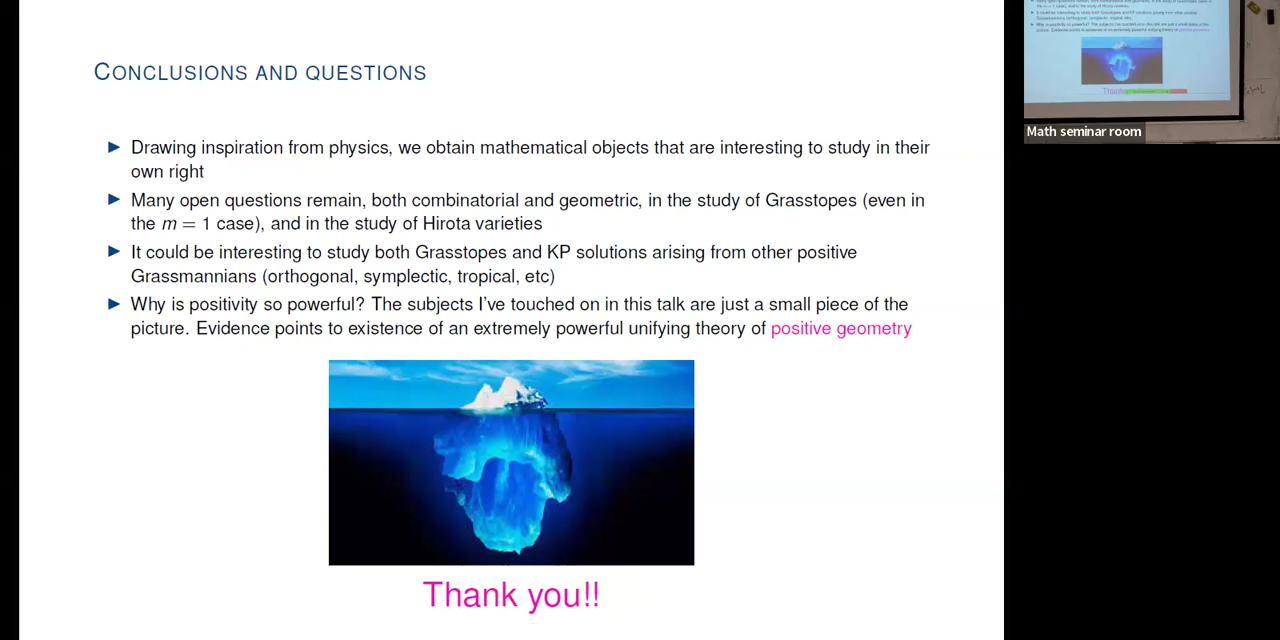 CONCLUSIONS AND QUESTIONS
▶ Drawing inspiration from physics, we obtain mathematical objects that are interesting to study in their
own right
▶ Many open questions remain, both combinatorial and geometric, in the study of Grasstopes (even in
the m = 1 case), and in the study of Hirota varieties
▶ It could be interesting to study both Grasstopes and KP solutions arising from other positive
Grassmannians (orthogonal, symplectic, tropical, etc)
▶ Why is positivity so powerful? The subjects I've touched on in this talk are just a small piece of the
picture. Evidence points to existence of an extremely powerful unifying theory of positive geometry
Thank you!!
Math seminar room